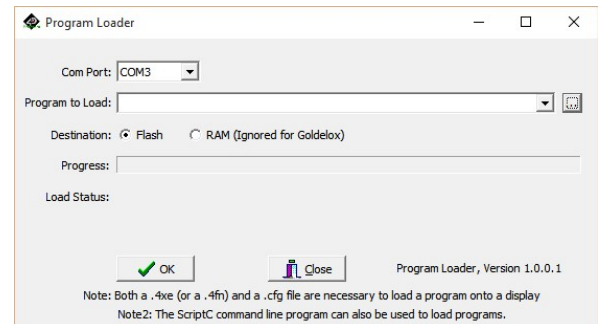 Program Loader
Com Port: COM3
Program to Load:
Destination: Flash RAM (Ignored for Goldelox)
Progress:
Load Status:
OK Close Program Loader, Version 1.0.0.1
Note: Both a .4xe (or a .4fn) and a .cfg file are necessary to load a program onto a display
Note2: The ScriptC command line program can also be used to load programs.